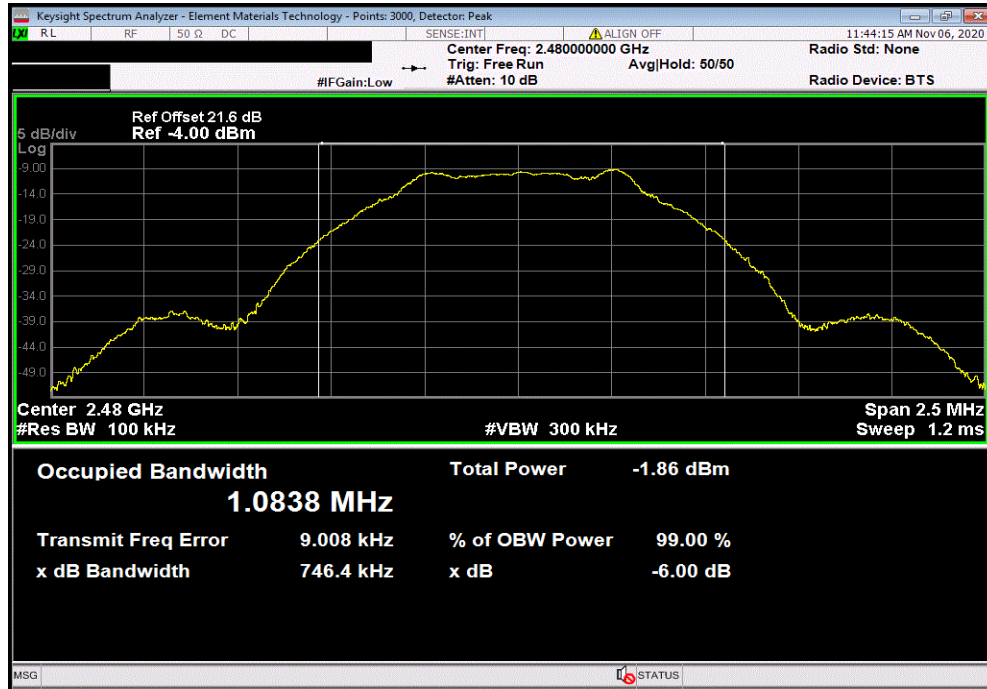 Keysight Spectrum Analyzer - Element Materials Technology - Points: 3000, Detector: Peak
LXI RL RF 50 Ω DC SENSE:INT ALIGN OFF 11:44:15 AM Nov 06, 2020
Center Freq: 2.480000000 GHz Radio Std: None
Trig: Free Run Avg|Hold: 50/50
#IFGain:Low #Atten: 10 dB Radio Device: BTS
Ref Offset 21.6 dB
5 dB/div Ref -4.00 dBm
Log
-9.00
-14.0
-19.0
-24.0
-29.0
-34.0
-39.0
-44.0
-49.0
Center 2.48 GHz Span 2.5 MHz
#Res BW 100 kHz #VBW 300 kHz Sweep 1.2 ms
Occupied Bandwidth Total Power -1.86 dBm
1.0838 MHz
Transmit Freq Error 9.008 kHz % of OBW Power 99.00 %
x dB Bandwidth 746.4 kHz x dB -6.00 dB
MSG STATUS